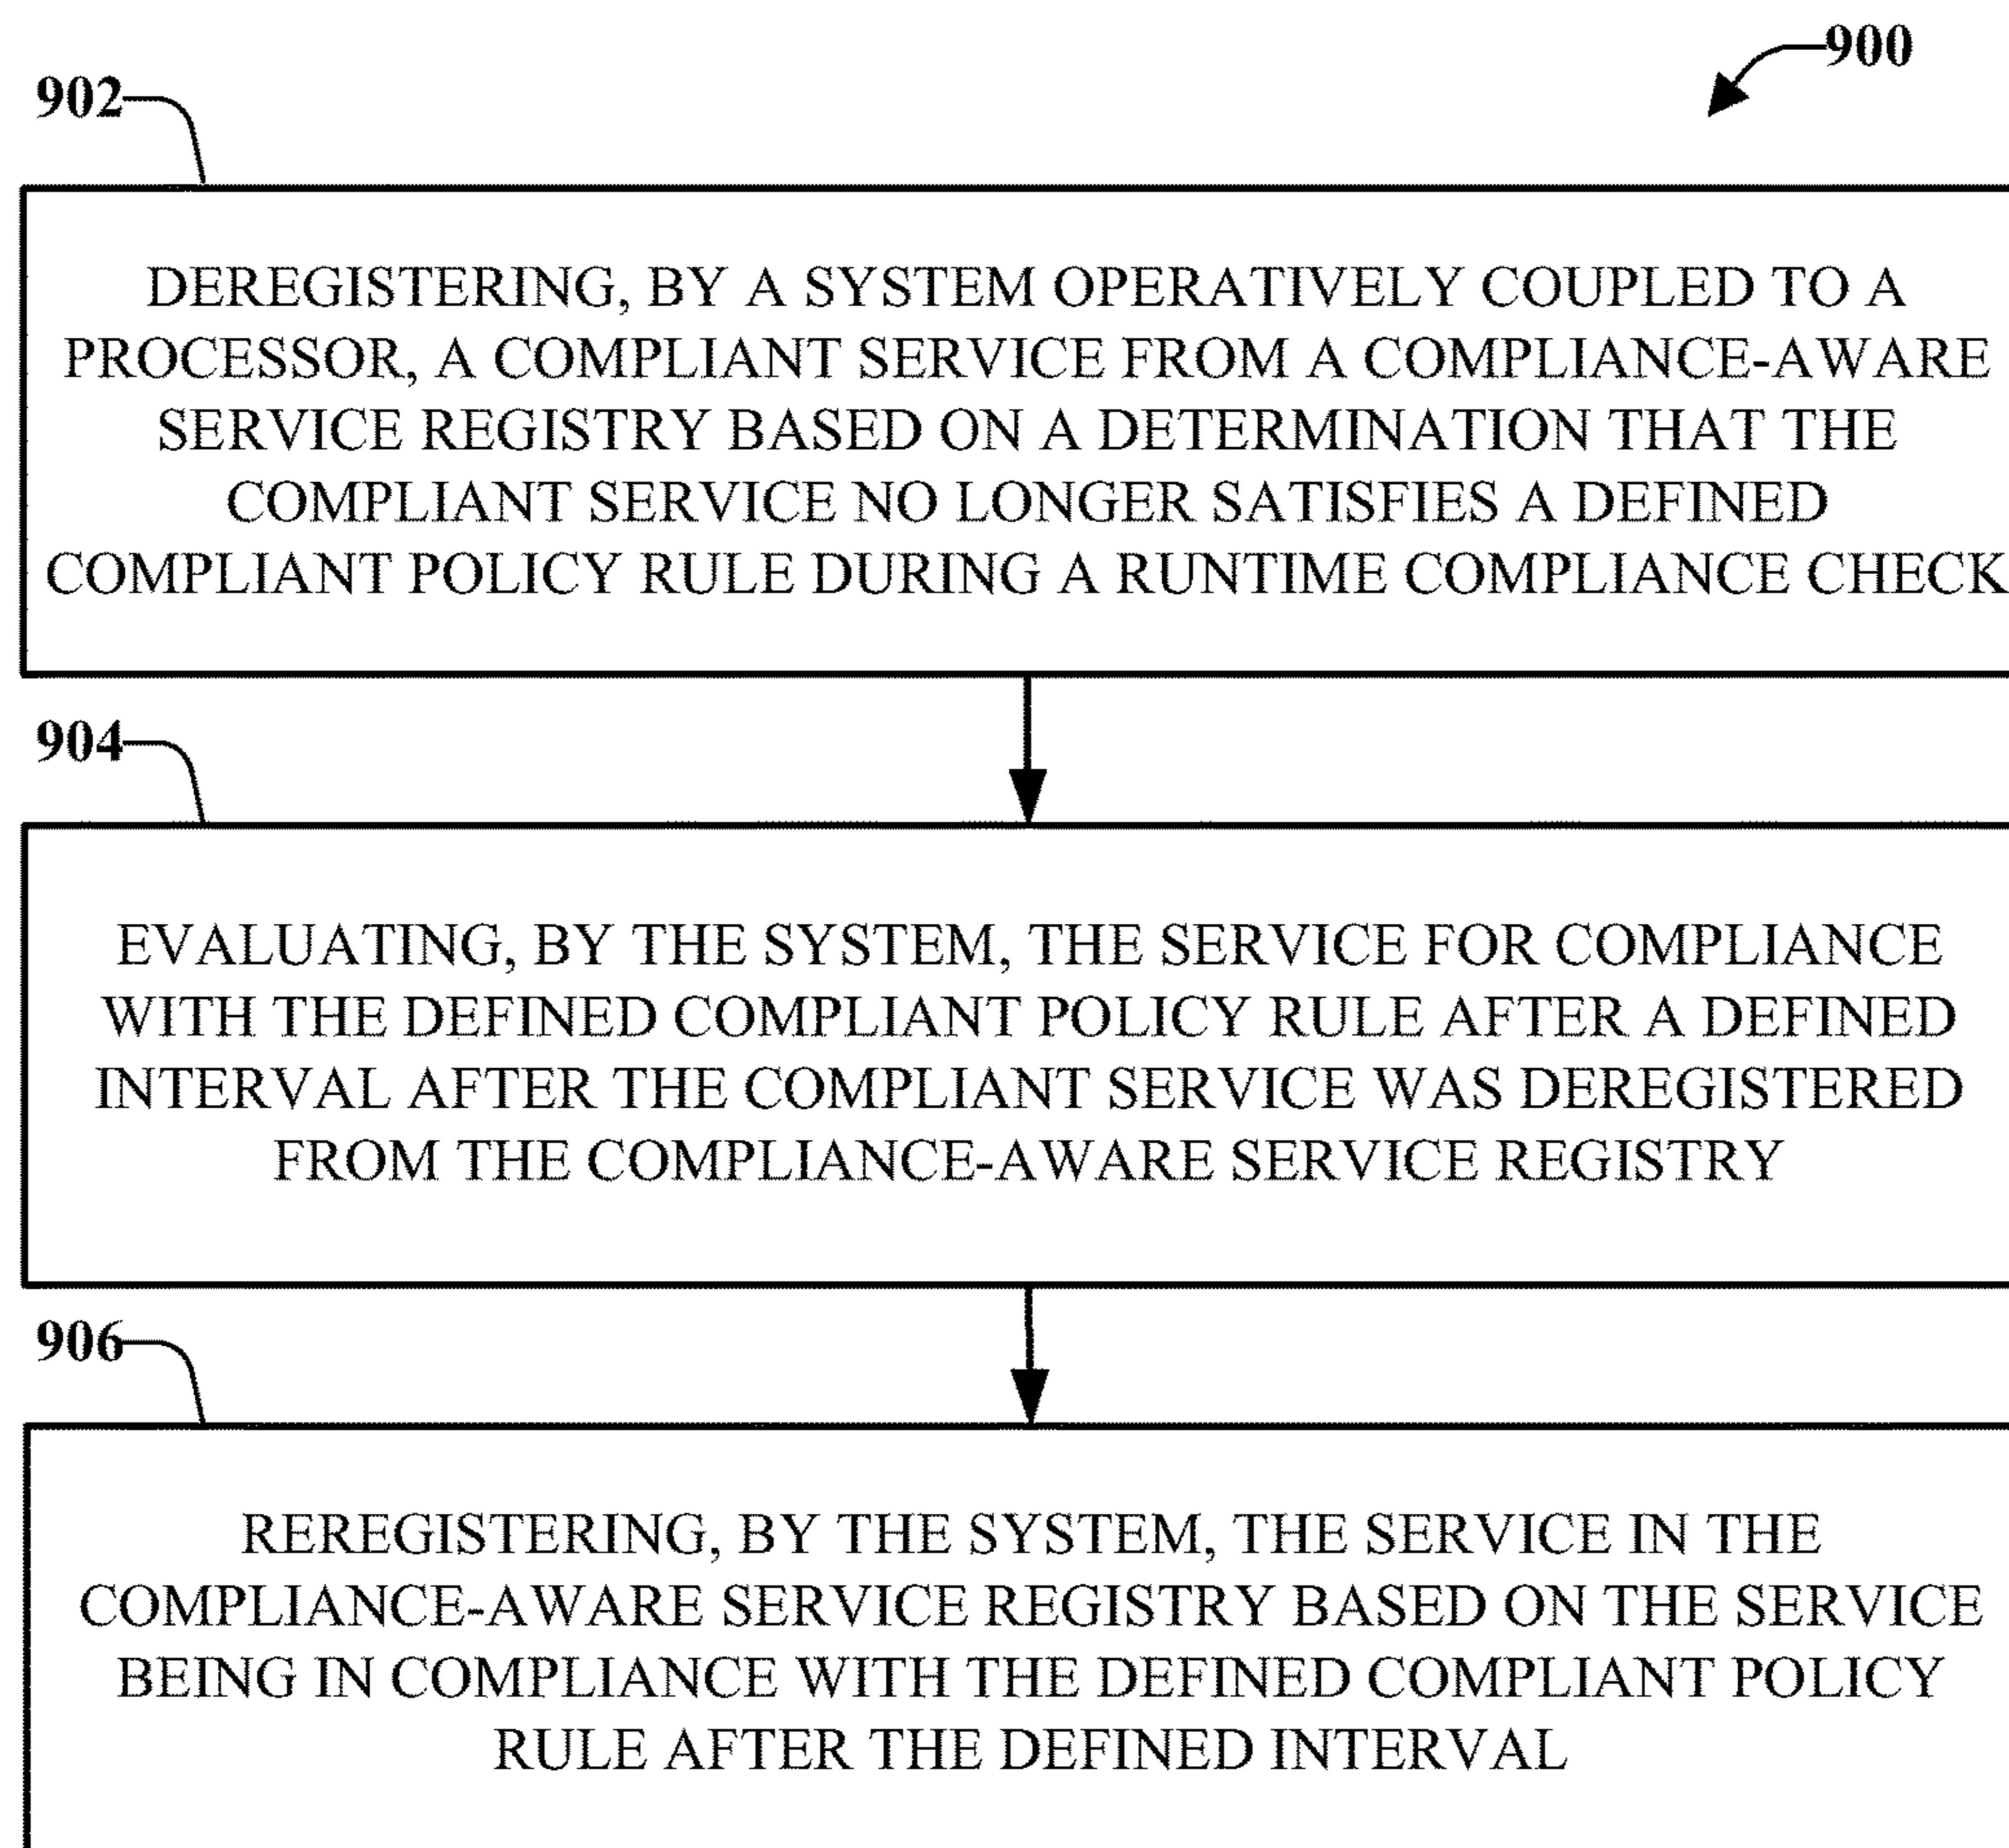 900
902
DEREGISTERING, BY A SYSTEM OPERATIVELY COUPLED TO A
PROCESSOR, A COMPLIANT SERVICE FROM A COMPLIANCE-AWARE
SERVICE REGISTRY BASED ON A DETERMINATION THAT THE
COMPLIANT SERVICE NO LONGER SATISFIES A DEFINED
COMPLIANT POLICY RULE DURING A RUNTIME COMPLIANCE CHECK
904
EVALUATING, BY THE SYSTEM, THE SERVICE FOR COMPLIANCE
WITH THE DEFINED COMPLIANT POLICY RULE AFTER A DEFINED
INTERVAL AFTER THE COMPLIANT SERVICE WAS DEREGISTERED
FROM THE COMPLIANCE-AWARE SERVICE REGISTRY
906
REREGISTERING, BY THE SYSTEM, THE SERVICE IN THE
COMPLIANCE-AWARE SERVICE REGISTRY BASED ON THE SERVICE
BEING IN COMPLIANCE WITH THE DEFINED COMPLIANT POLICY
RULE AFTER THE DEFINED INTERVAL